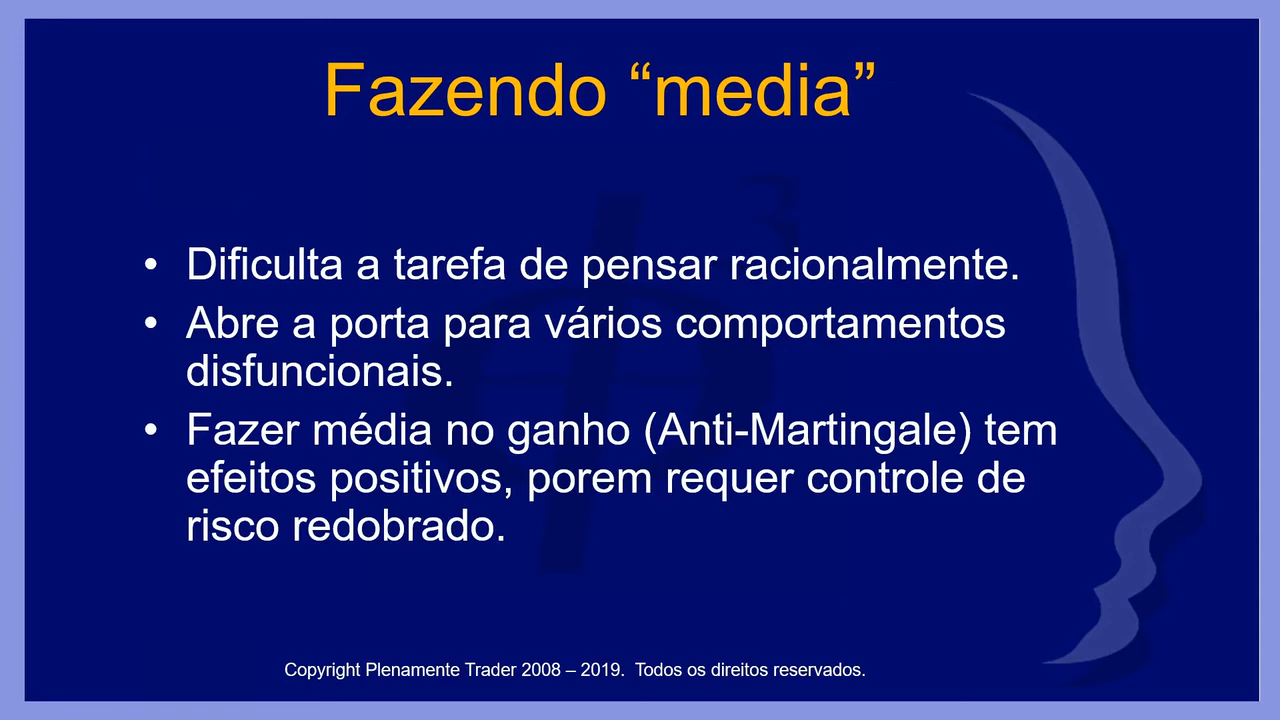 Fazendo “media”
• Dificulta a tarefa de pensar racionalmente.
• Abre a porta para vários comportamentos
disfuncionais.
• Fazer média no ganho (Anti-Martingale) tem
efeitos positivos, porem requer controle de
risco redobrado.
Copyright Plenamente Trader 2008 – 2019.  Todos os direitos reservados.